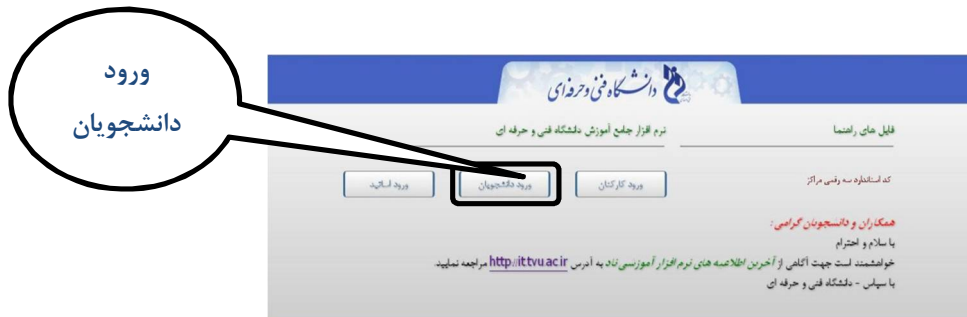 ورود
دانشجویان
دانشگاه فنی و حرفه‌ای
فایل های راهنما
نرم افزار جامع آموزش دانشگاه فنی و حرفه ای
کد استاندارد سه رقمی مراکز
ورود کارکنان
ورود دانشجویان
ورود اساتید
همکاران و دانسجویان گرامی :
با سلام و احترام
خواهشمند است جهت آگاهی از آخرین اطلاعیه های نرم افزار آموزشی ناد به آدرس http://it.tvu.ac.ir مراجعه نمایید.
با سپاس - دانشگاه فنی و حرفه ای